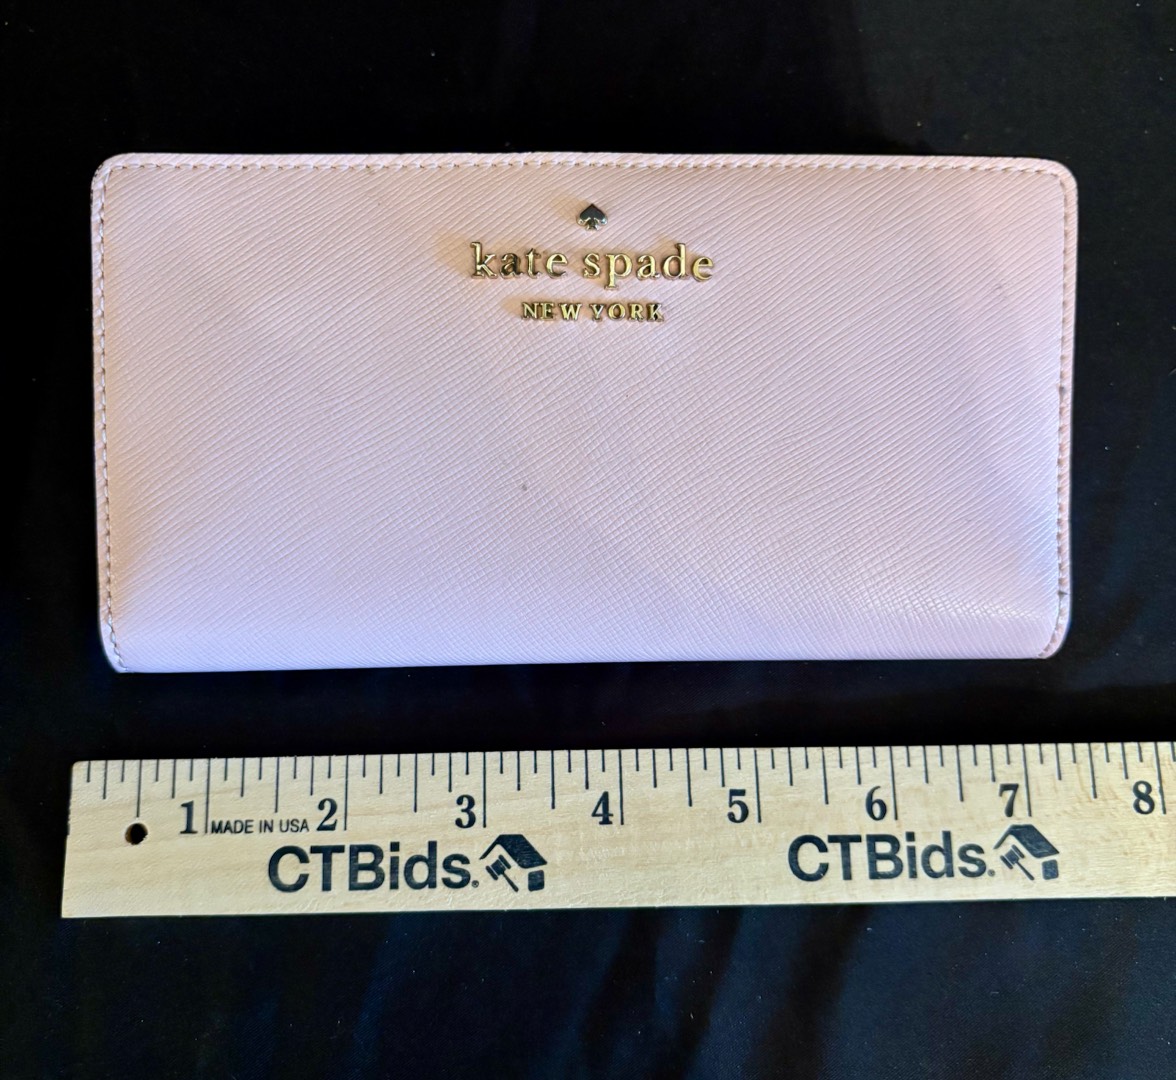 kate spade
NEW YORK
1 MADE IN USA 2 3 4 5 6 7 8
CTBids. CTBids.